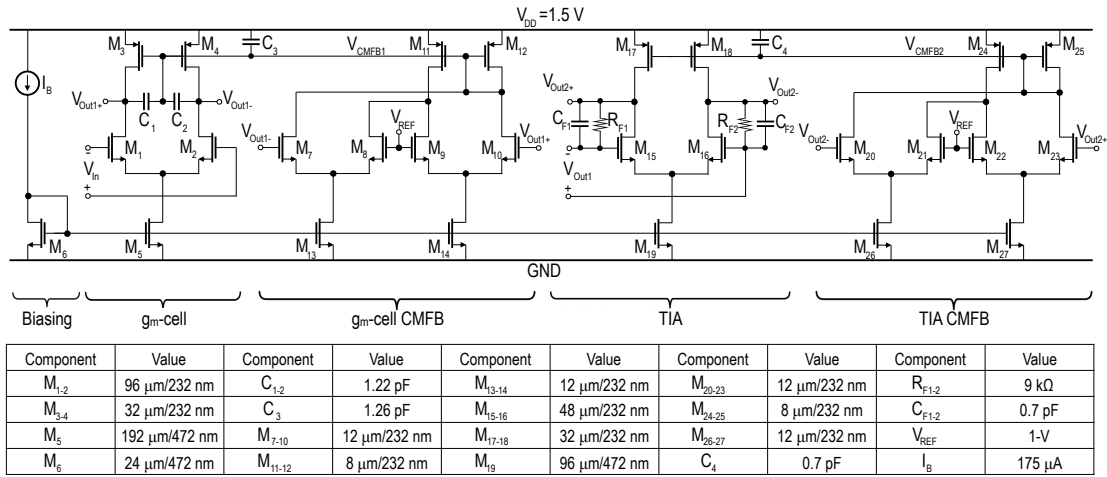 V_DD =1.5 V
M_3 M_4 C_3 V_CMFB1 M_11 M_12 M_17 M_18 C_4 V_CMFB2 M_24 M_25
I_B
V_Out1+ C_1 C_2 V_Out1- V_Out2+ V_Out2-
C_F1 R_F1 R_F2 C_F2
V_Out1- V_REF V_Out1+ V_Out2- V_REF V_Out2+
M_1 M_2 M_7 M_8 M_9 M_10 M_15 M_16 M_20 M_21 M_22 M_23
- V_In + - V_Out1 +
M_6 M_5 M_13 M_14 M_19 M_26 M_27
GND
Biasing g_m-cell g_m-cell CMFB TIA TIA CMFB
Component Value Component Value Component Value Component Value Component Value
M_1-2 96 μm/232 nm C_1-2 1.22 pF M_13-14 12 μm/232 nm M_20-23 12 μm/232 nm R_F1-2 9 kΩ
M_3-4 32 μm/232 nm C_3 1.26 pF M_15-16 48 μm/232 nm M_24-25 8 μm/232 nm C_F1-2 0.7 pF
M_5 192 μm/472 nm M_7-10 12 μm/232 nm M_17-18 32 μm/232 nm M_26-27 12 μm/232 nm V_REF 1-V
M_6 24 μm/472 nm M_11-12 8 μm/232 nm M_19 96 μm/472 nm C_4 0.7 pF I_B 175 μA